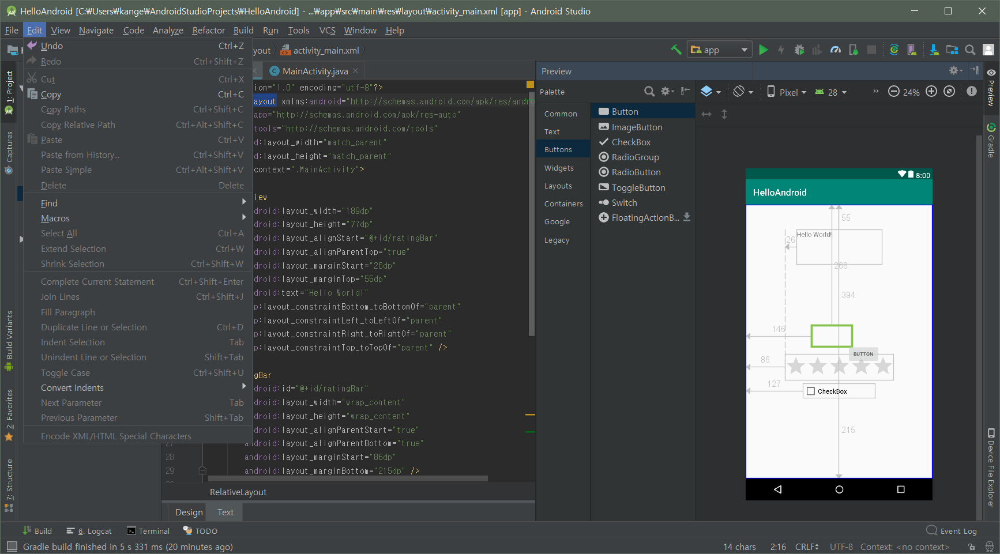 HelloAndroid [C:₩Users₩kange₩AndroidStudioProjects₩HelloAndroid] - ...₩app₩src₩main₩res₩layout₩activity_main.xml [app] - Android Studio
File Edit View Navigate Code Analyze Refactor Build Run Tools VCS Window Help
yout activity_main.xml app
Undo Ctrl+Z
Redo Ctrl+Shift+Z
Cut Ctrl+X
Copy Ctrl+C
Copy Paths Ctrl+Shift+C
Copy Relative Path Ctrl+Alt+Shift+C
Paste Ctrl+V
Paste from History... Ctrl+Shift+V
Paste Simple Ctrl+Alt+Shift+V
Delete Delete
Find
Macros
Select All Ctrl+A
Extend Selection Ctrl+W
Shrink Selection Ctrl+Shift+W
Complete Current Statement Ctrl+Shift+Enter
Join Lines Ctrl+Shift+J
Fill Paragraph
Duplicate Line or Selection Ctrl+D
Indent Selection Tab
Unindent Line or Selection Shift+Tab
Toggle Case Ctrl+Shift+U
Convert Indents
Next Parameter Tab
Previous Parameter Shift+Tab
Encode XML/HTML Special Characters
1: Project
Captures
Build Variants
2: Favorites
7: Structure
MainActivity.java
ion="1.0" encoding="utf-8"?>
ayout xmlns:android="http://schemas.android.com/apk/res/andro
app="http://schemas.android.com/apk/res-auto"
tools="http://schemas.android.com/tools"
d:layout_width="match_parent"
d:layout_height="match_parent"
context=".MainActivity">
iew
droid:layout_width="189dp"
droid:layout_height="77dp"
droid:layout_alignStart="@+id/ratingBar"
droid:layout_alignParentTop="true"
droid:layout_marginStart="26dp"
droid:layout_marginTop="55dp"
droid:text="Hello World!"
p:layout_constraintBottom_toBottomOf="parent"
p:layout_constraintLeft_toLeftOf="parent"
p:layout_constraintRight_toRightOf="parent"
p:layout_constraintTop_toTopOf="parent" />
gBar
droid:id="@+id/ratingBar"
droid:layout_width="wrap_content"
droid:layout_height="wrap_content"
droid:layout_alignParentStart="true"
android:layout_alignParentBottom="true"
28 android:layout_marginStart="86dp"
29 android:layout_marginBottom="215dp" />
RelativeLayout
Design Text
Preview
Palette
Pixel 28 » 24%
Common
Text
Buttons
Widgets
Layouts
Containers
Google
Legacy
Button
ImageButton
CheckBox
RadioGroup
RadioButton
ToggleButton
Switch
FloatingActionB...
8:00
HelloAndroid
55
Hello World!
26
266
394
146
BUTTON
86
127
CheckBox
215
Preview
Gradle
Device File Explorer
Build 6: Logcat Terminal TODO Event Log
Gradle build finished in 5 s 331 ms (20 minutes ago) 14 chars 2:16 CRLF UTF-8 Context: <no context>